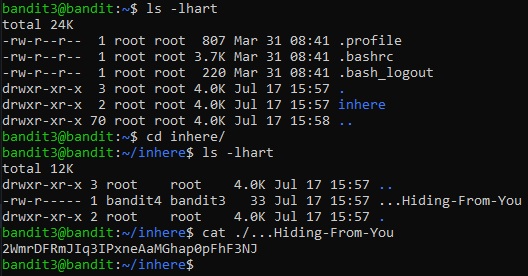 bandit3@bandit:~$ ls -lhart
total 24K
-rw-r--r--  1 root root  807 Mar 31 08:41 .profile
-rw-r--r--  1 root root 3.7K Mar 31 08:41 .bashrc
-rw-r--r--  1 root root  220 Mar 31 08:41 .bash_logout
drwxr-xr-x  3 root root 4.0K Jul 17 15:57 .
drwxr-xr-x  2 root root 4.0K Jul 17 15:57 inhere
drwxr-xr-x 70 root root 4.0K Jul 17 15:58 ..
bandit3@bandit:~$ cd inhere/
bandit3@bandit:~/inhere$ ls -lhart
total 12K
drwxr-xr-x 3 root    root    4.0K Jul 17 15:57 ..
-rw-r----- 1 bandit4 bandit3   33 Jul 17 15:57 ...Hiding-From-You
drwxr-xr-x 2 root    root    4.0K Jul 17 15:57 .
bandit3@bandit:~/inhere$ cat ./...Hiding-From-You
2WmrDFRmJIq3IPxneAaMGhap0pFhF3NJ
bandit3@bandit:~/inhere$